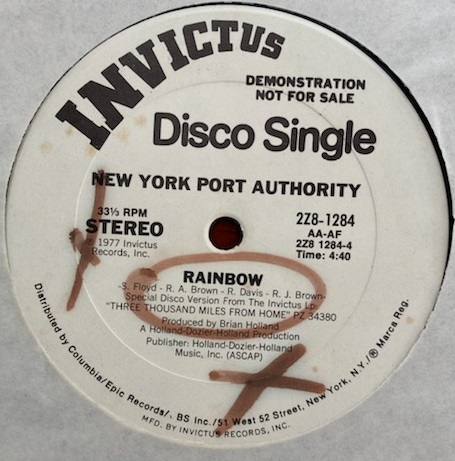 INVICTUS
DEMONSTRATION
NOT FOR SALE
Disco Single
NEW YORK PORT AUTHORITY
33⅓ RPM
STEREO
℗ 1977 Invictus
Records, Inc.
2Z8-1284
AA-AF
2Z8 1284-4
Time: 4:40
RAINBOW
-S. Floyd - R. A. Brown - R. Davis - R. J. Brown-
Special Disco Version From The Invictus Lp
"THREE THOUSAND MILES FROM HOME" PZ 34380
Produced by Brian Holland
A Holland-Dozier-Holland Production
Publisher: Holland-Dozier-Holland
Music, Inc. (ASCAP)
Distributed by Columbia/Epic Records/ BS Inc./51 West 52 Street, New York, N.Y./® Marca Reg.
MFD. BY INVICTUS RECORDS, INC.